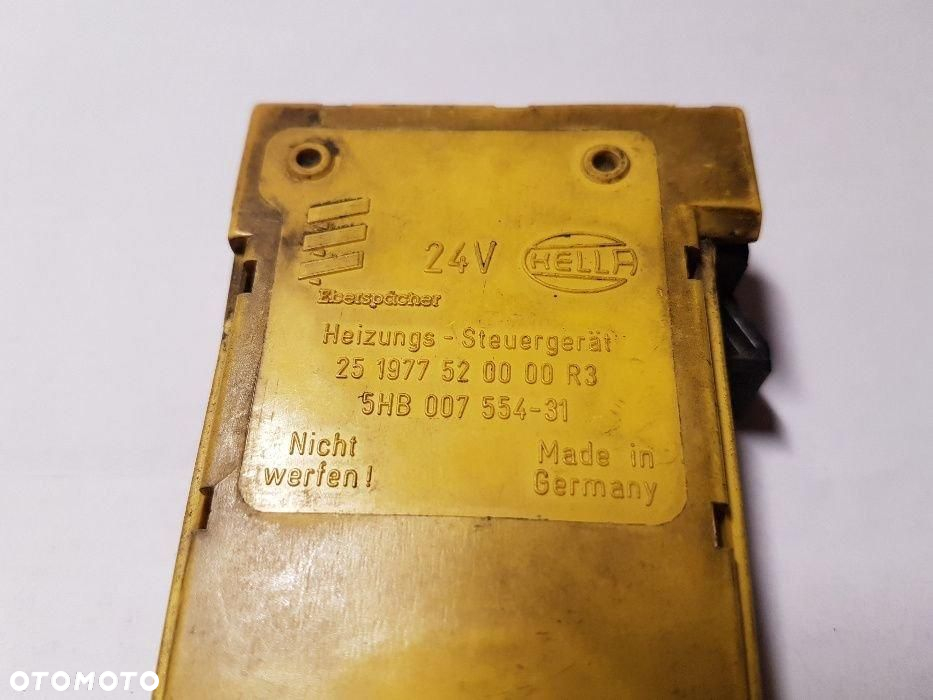 24V HELLA
Eberspächer
Heizungs - Steuergerät
25 1977 52 00 00 R3
5HB 007 554-31
Nicht
werfen!
Made in
Germany
OTOMOTO